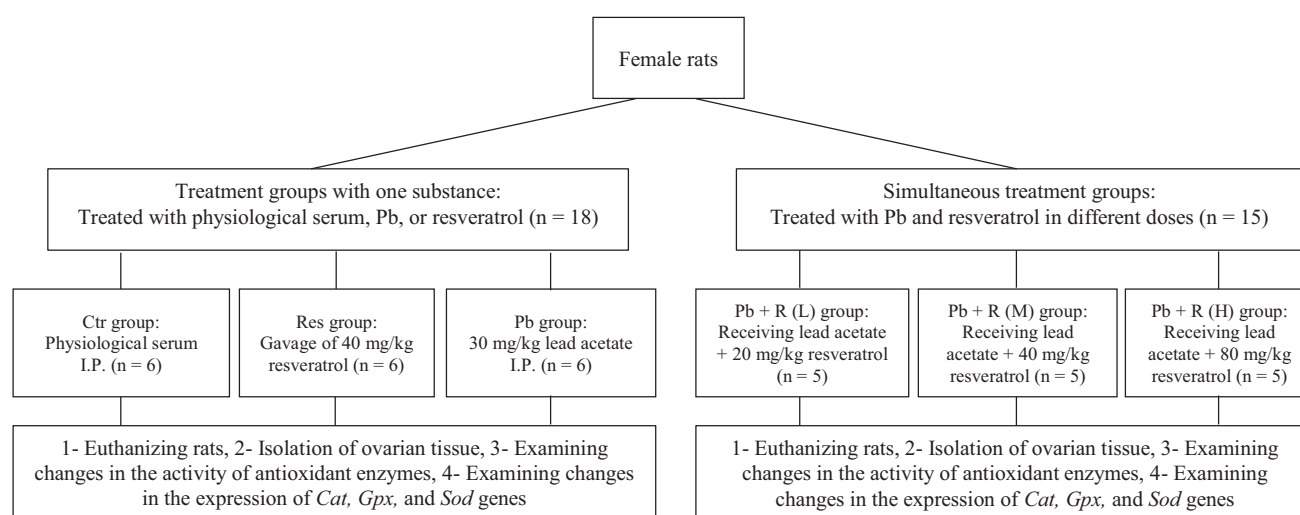 Female rats
Treatment groups with one substance:
Treated with physiological serum, Pb, or resveratrol (n = 18)
Simultaneous treatment groups:
Treated with Pb and resveratrol in different doses (n = 15)
Ctr group:
Physiological serum
I.P. (n = 6)
Res group:
Gavage of 40 mg/kg
resveratrol (n = 6)
Pb group:
30 mg/kg lead acetate
I.P. (n = 6)
Pb + R (L) group:
Receiving lead acetate
+ 20 mg/kg resveratrol
(n = 5)
Pb + R (M) group:
Receiving lead
acetate + 40 mg/kg
resveratrol (n = 5)
Pb + R (H) group:
Receiving lead
acetate + 80 mg/kg
resveratrol (n = 5)
1- Euthanizing rats, 2- Isolation of ovarian tissue, 3- Examining
changes in the activity of antioxidant enzymes, 4- Examining changes
in the expression of Cat, Gpx, and Sod genes
1- Euthanizing rats, 2- Isolation of ovarian tissue, 3- Examining
changes in the activity of antioxidant enzymes, 4- Examining
changes in the expression of Cat, Gpx, and Sod genes